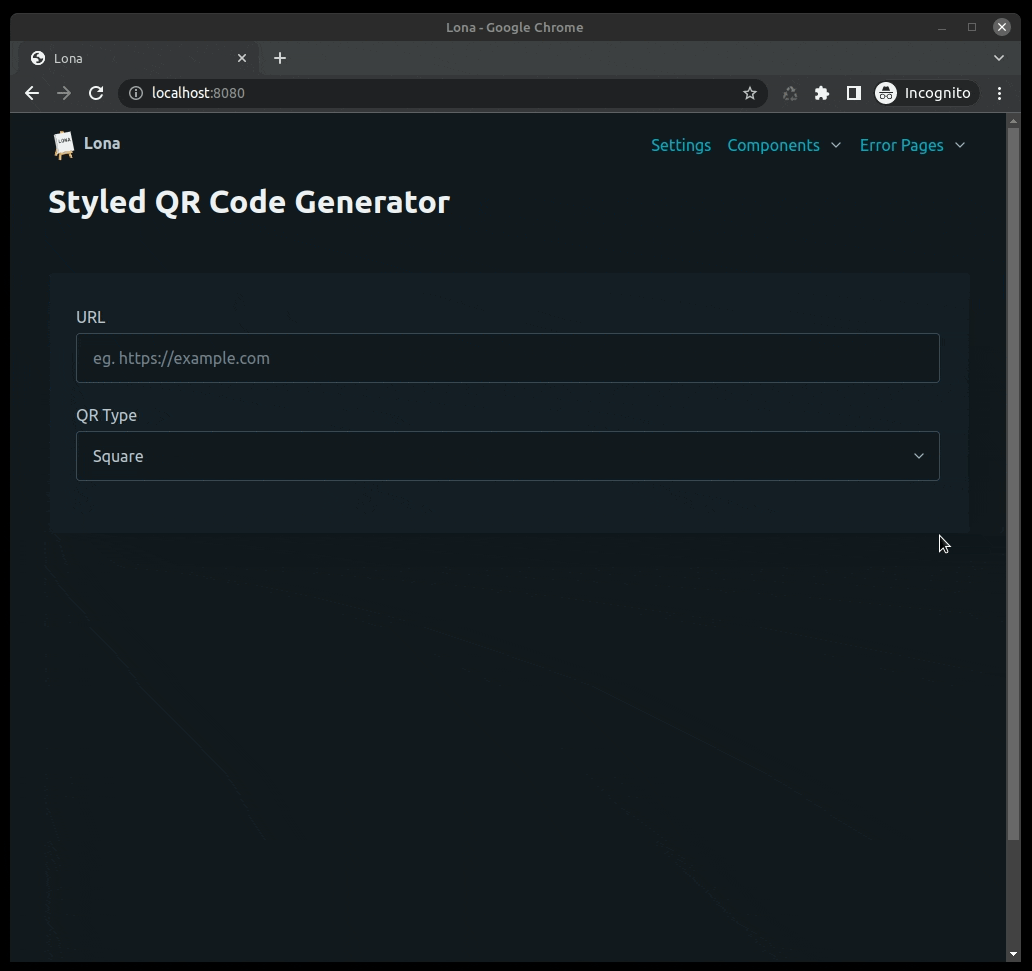 Lona - Google Chrome
Lona
localhost:8080
Incognito
LONA
Lona
Settings
Components
Error Pages
Styled QR Code Generator
URL
eg. https://example.com
QR Type
Square